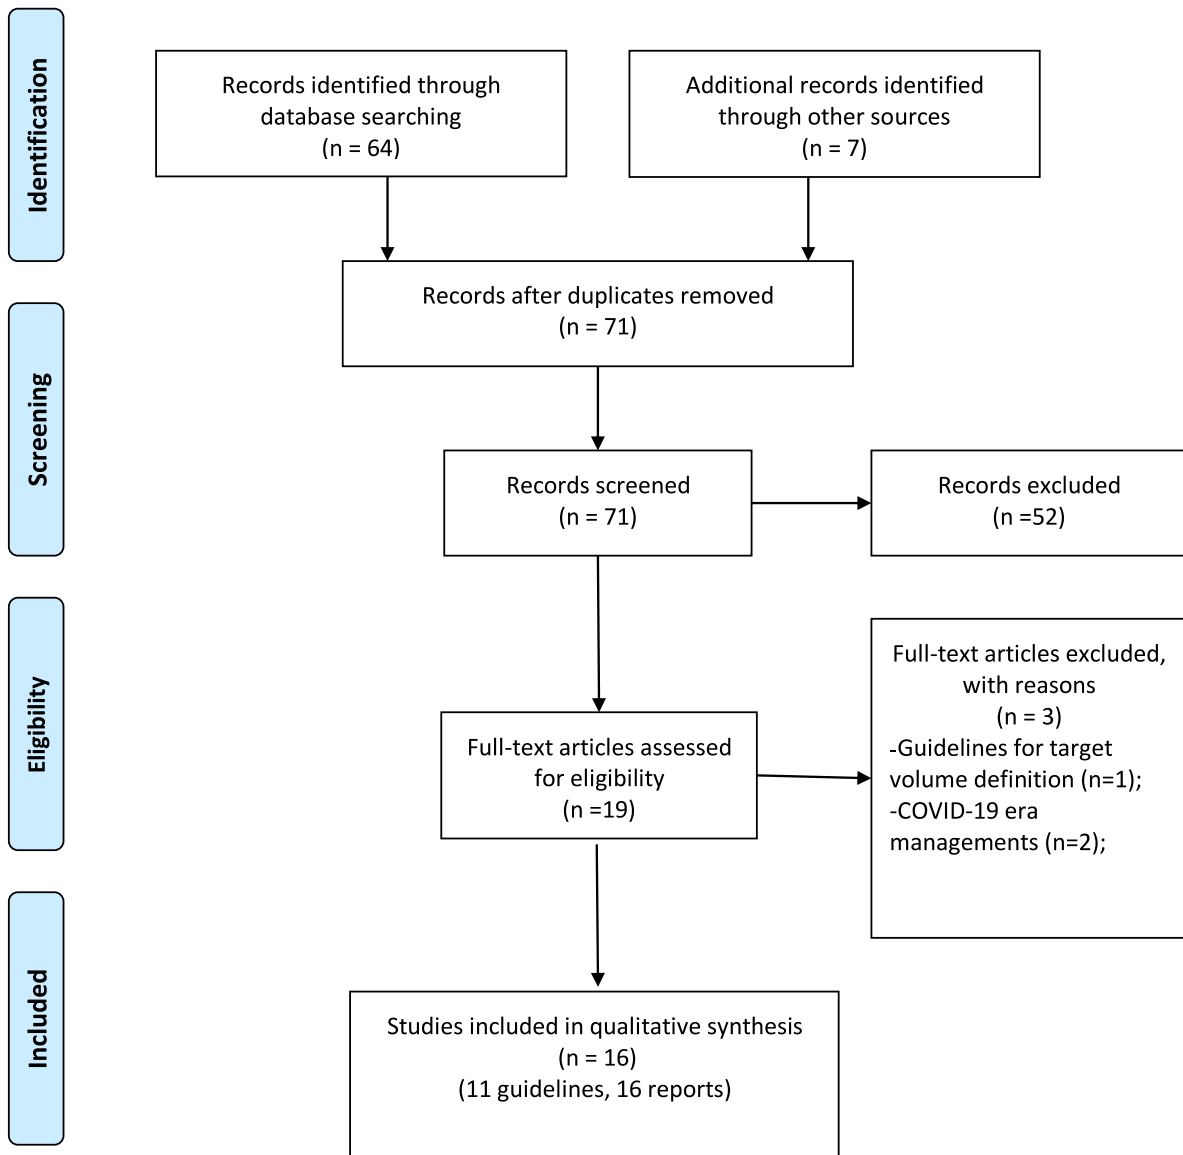 Identification
Records identified through
database searching
(n = 64)
Additional records identified
through other sources
(n = 7)
Records after duplicates removed
(n = 71)
Screening
Records screened
(n = 71)
Records excluded
(n =52)
Eligibility
Full-text articles assessed
for eligibility
(n =19)
Full-text articles excluded,
with reasons
(n = 3)
-Guidelines for target
volume definition (n=1);
-COVID-19 era
managements (n=2);
Included
Studies included in qualitative synthesis
(n = 16)
(11 guidelines, 16 reports)